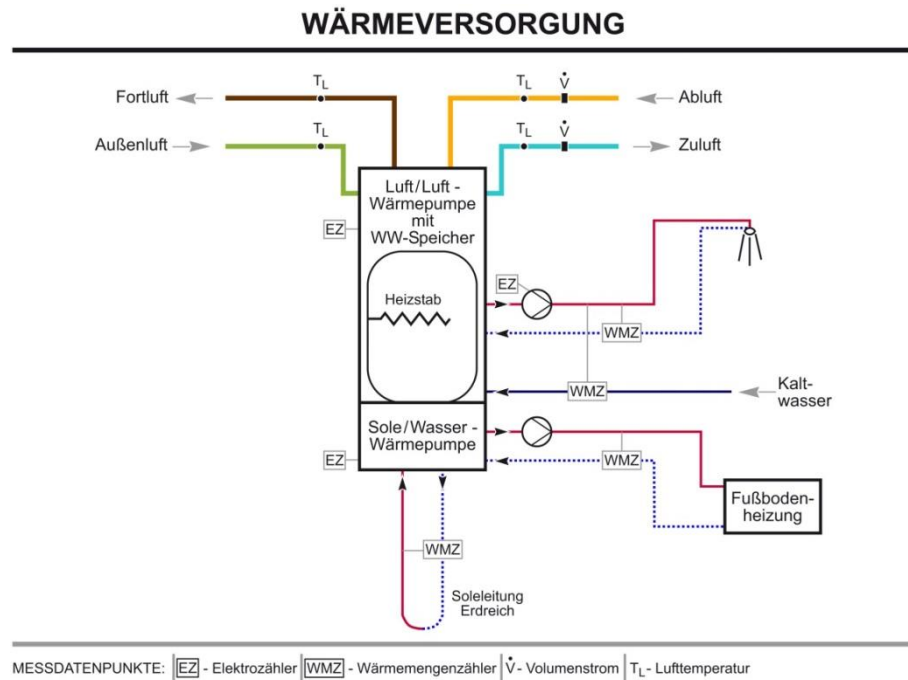 WÄRMEVERSORGUNG
TL
TL
V̇
Fortluft
Abluft
TL
TL
V̇
Außenluft
Zuluft
Luft/Luft -
Wärmepumpe
mit
WW-Speicher
EZ
EZ
Heizstab
WMZ
WMZ
Kalt-
wasser
Sole/Wasser -
Wärmepumpe
EZ
WMZ
Fußboden-
heizung
WMZ
Soleleitung
Erdreich
MESSDATENPUNKTE: EZ - Elektrozähler WMZ - Wärmemengenzähler V̇ - Volumenstrom TL - Lufttemperatur